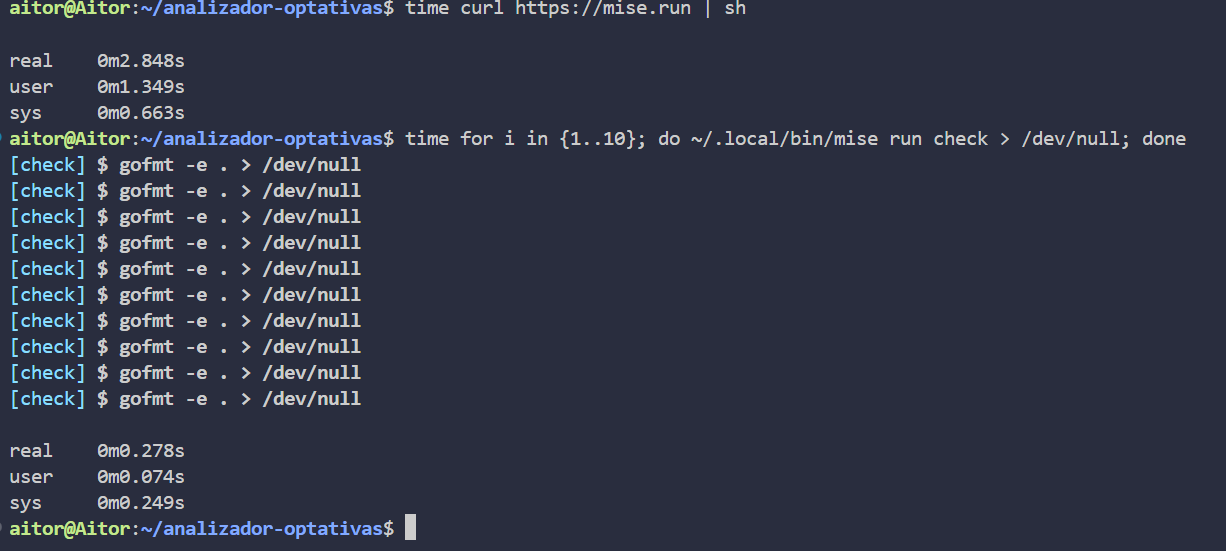 aitor@Aitor:~/analizador-optativas$ time curl https://mise.run | sh
real    0m2.848s
user    0m1.349s
sys     0m0.663s
aitor@Aitor:~/analizador-optativas$ time for i in {1..10}; do ~/.local/bin/mise run check > /dev/null; done
[check] $ gofmt -e . > /dev/null
[check] $ gofmt -e . > /dev/null
[check] $ gofmt -e . > /dev/null
[check] $ gofmt -e . > /dev/null
[check] $ gofmt -e . > /dev/null
[check] $ gofmt -e . > /dev/null
[check] $ gofmt -e . > /dev/null
[check] $ gofmt -e . > /dev/null
[check] $ gofmt -e . > /dev/null
[check] $ gofmt -e . > /dev/null
real    0m0.278s
user    0m0.074s
sys     0m0.249s
aitor@Aitor:~/analizador-optativas$